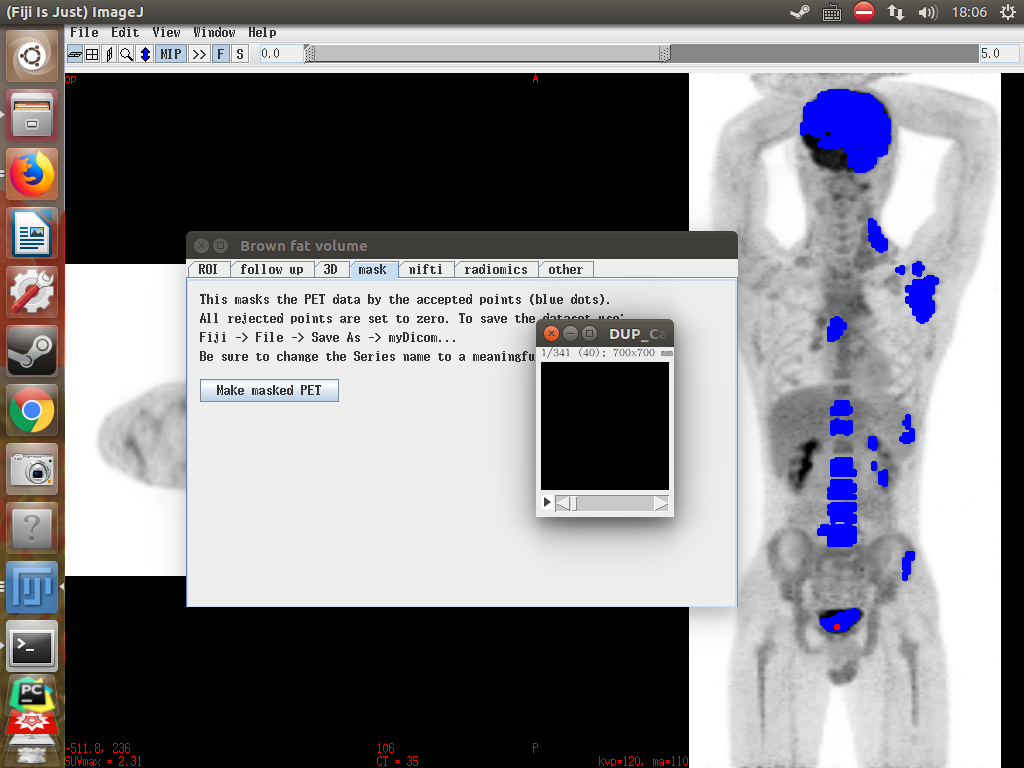 (Fiji Is Just) ImageJ
18:06
File Edit View Window Help
MIP >> F S 0.0 5.0
A
Brown fat volume
ROI follow up 3D mask nifti radiomics other
This masks the PET data by the accepted points (blue dots).
All rejected points are set to zero. To save the dataset use:
Fiji -> File -> Save As -> myDicom...
Be sure to change the Series name to a
Make masked PET
DUP_Ca
1/341 (40); 700x700 mm
-511.8, 236 106 P
SUVmax = 2.31 CT = 35 kvp=120, ma=110
PC